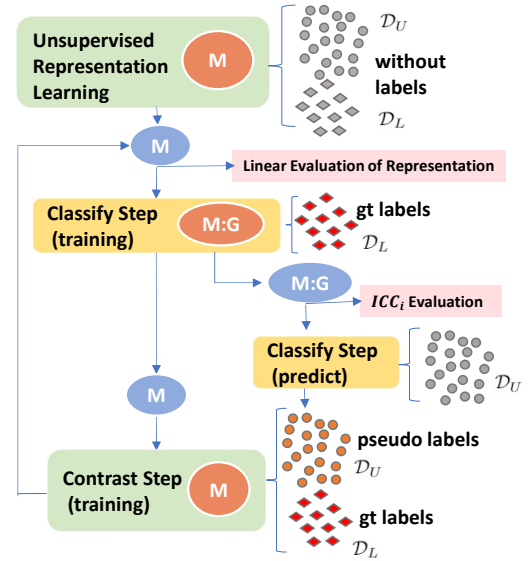 Unsupervised
Representation
Learning
M
𝒟_U
without
labels
𝒟_L
M
Linear Evaluation of Representation
Classify Step
(training)
M:G
gt labels
𝒟_L
M:G
ICC_i Evaluation
Classify Step
(predict)
𝒟_U
M
pseudo labels
𝒟_U
Contrast Step
(training)
M
gt labels
𝒟_L